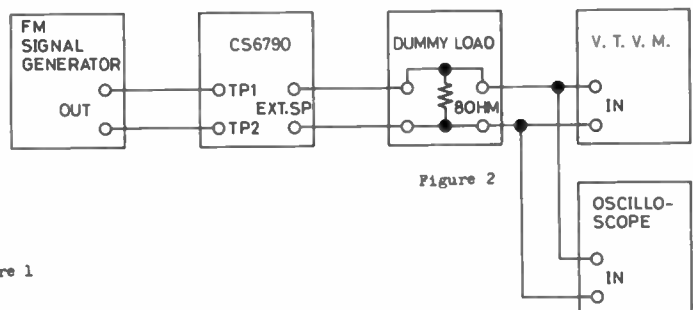 FM
SIGNAL
GENERATOR
OUT
CS6790
TP1
TP2
EXT.SP
DUMMY LOAD
8OHM
V. T. V. M.
IN
Figure 2
OSCILLO-
SCOPE
IN
re 1